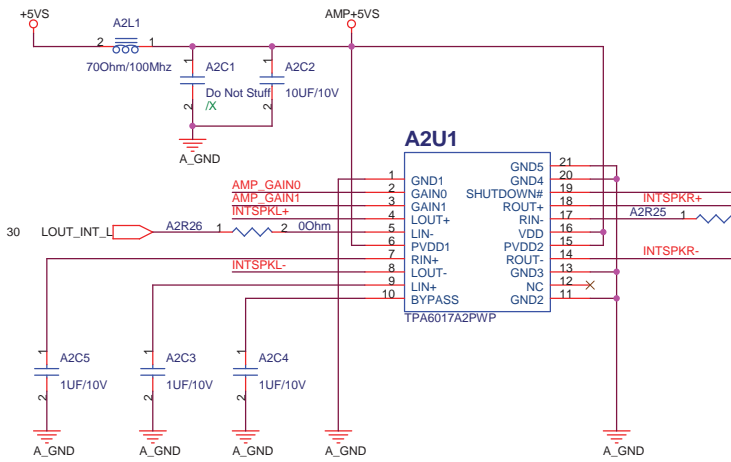 +5VS
A2L1
AMP+5VS
2
1
70Ohm/100Mhz
1
A2C1
1
A2C2
Do Not Stuff
10UF/10V
2
/X
2
A_GND
A2U1
1
GND1
GND5
21
AMP_GAIN0
2
GAIN0
GND4
20
AMP_GAIN1
3
GAIN1
SHUTDOWN#
19
INTSPKL+
4
LOUT+
ROUT+
18
INTSPKR+
30
LOUT_INT_L
A2R26
1
2
0Ohm
5
LIN-
RIN-
17
A2R25
1
6
PVDD1
VDD
16
7
RIN+
PVDD2
15
INTSPKL-
8
LOUT-
ROUT-
14
INTSPKR-
9
LIN+
GND3
13
10
BYPASS
NC
12
GND2
11
TPA6017A2PWP
1
A2C5
1
A2C3
1
A2C4
1UF/10V
1UF/10V
1UF/10V
2
2
2
A_GND
A_GND
A_GND
A_GND
A_GND